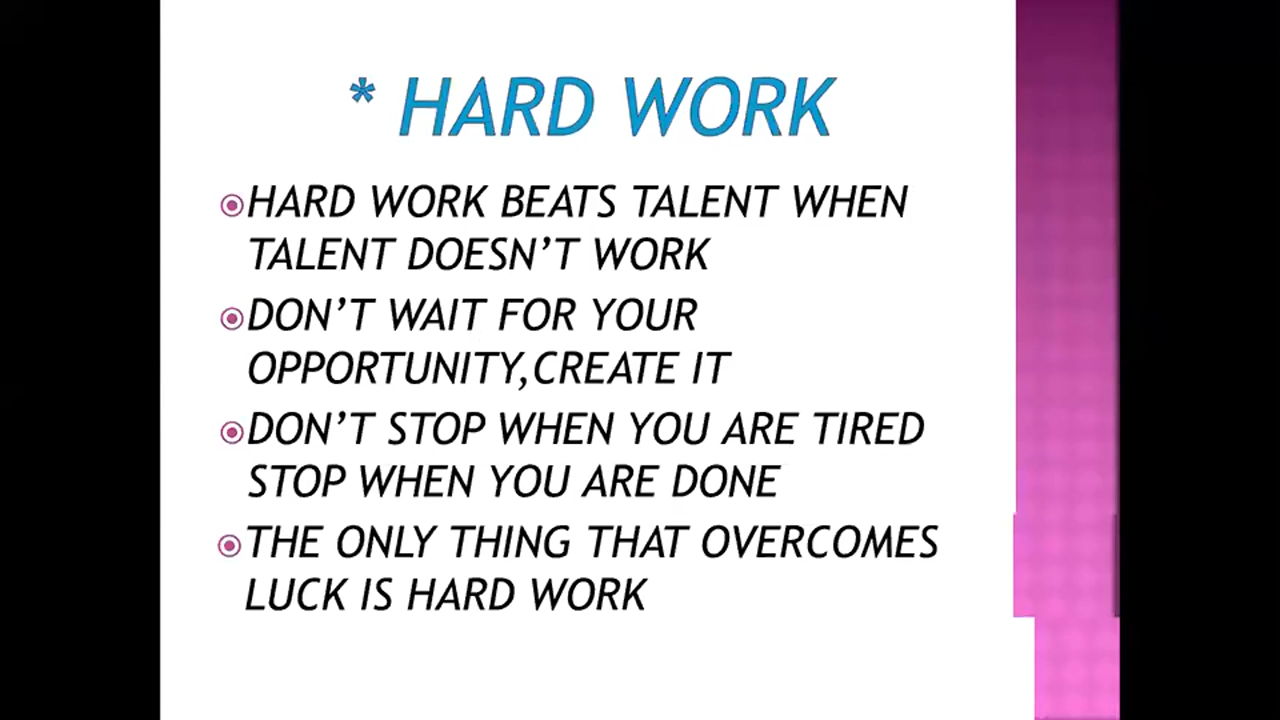 * HARD WORK
HARD WORK BEATS TALENT WHEN
TALENT DOESN’T WORK
DON’T WAIT FOR YOUR
OPPORTUNITY,CREATE IT
DON’T STOP WHEN YOU ARE TIRED
STOP WHEN YOU ARE DONE
THE ONLY THING THAT OVERCOMES
LUCK IS HARD WORK